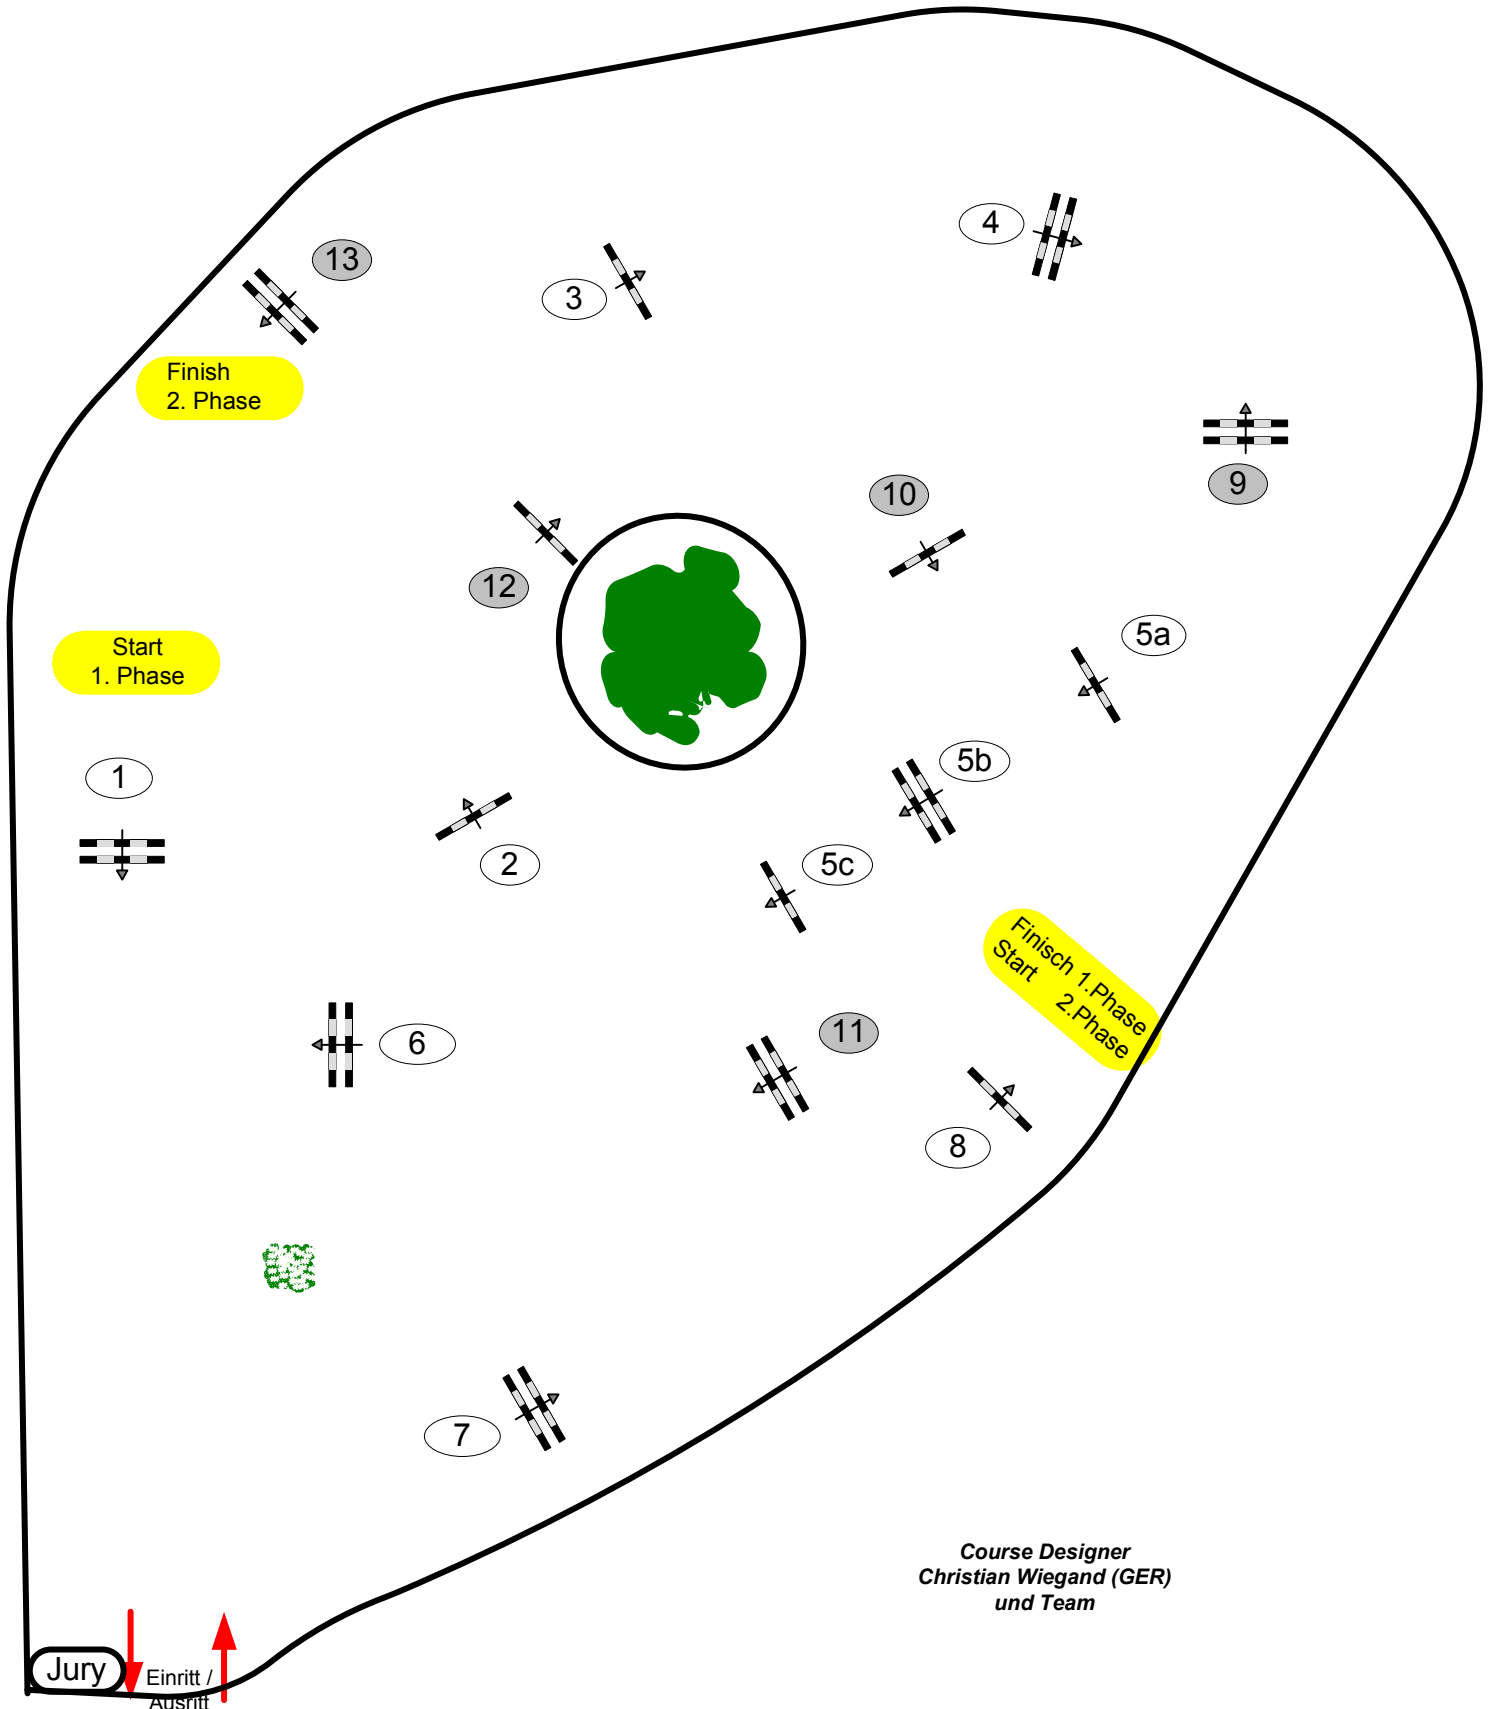 13
4
3
Finish
2. Phase
10
9
12
5a
Start
1. Phase
1
5b
2
5c
Finisch 1.Phase
Start 2.Phase
11
6
8
7
Course Designer
Christian Wiegand (GER)
und Team
Jury
Einritt /
Ausritt